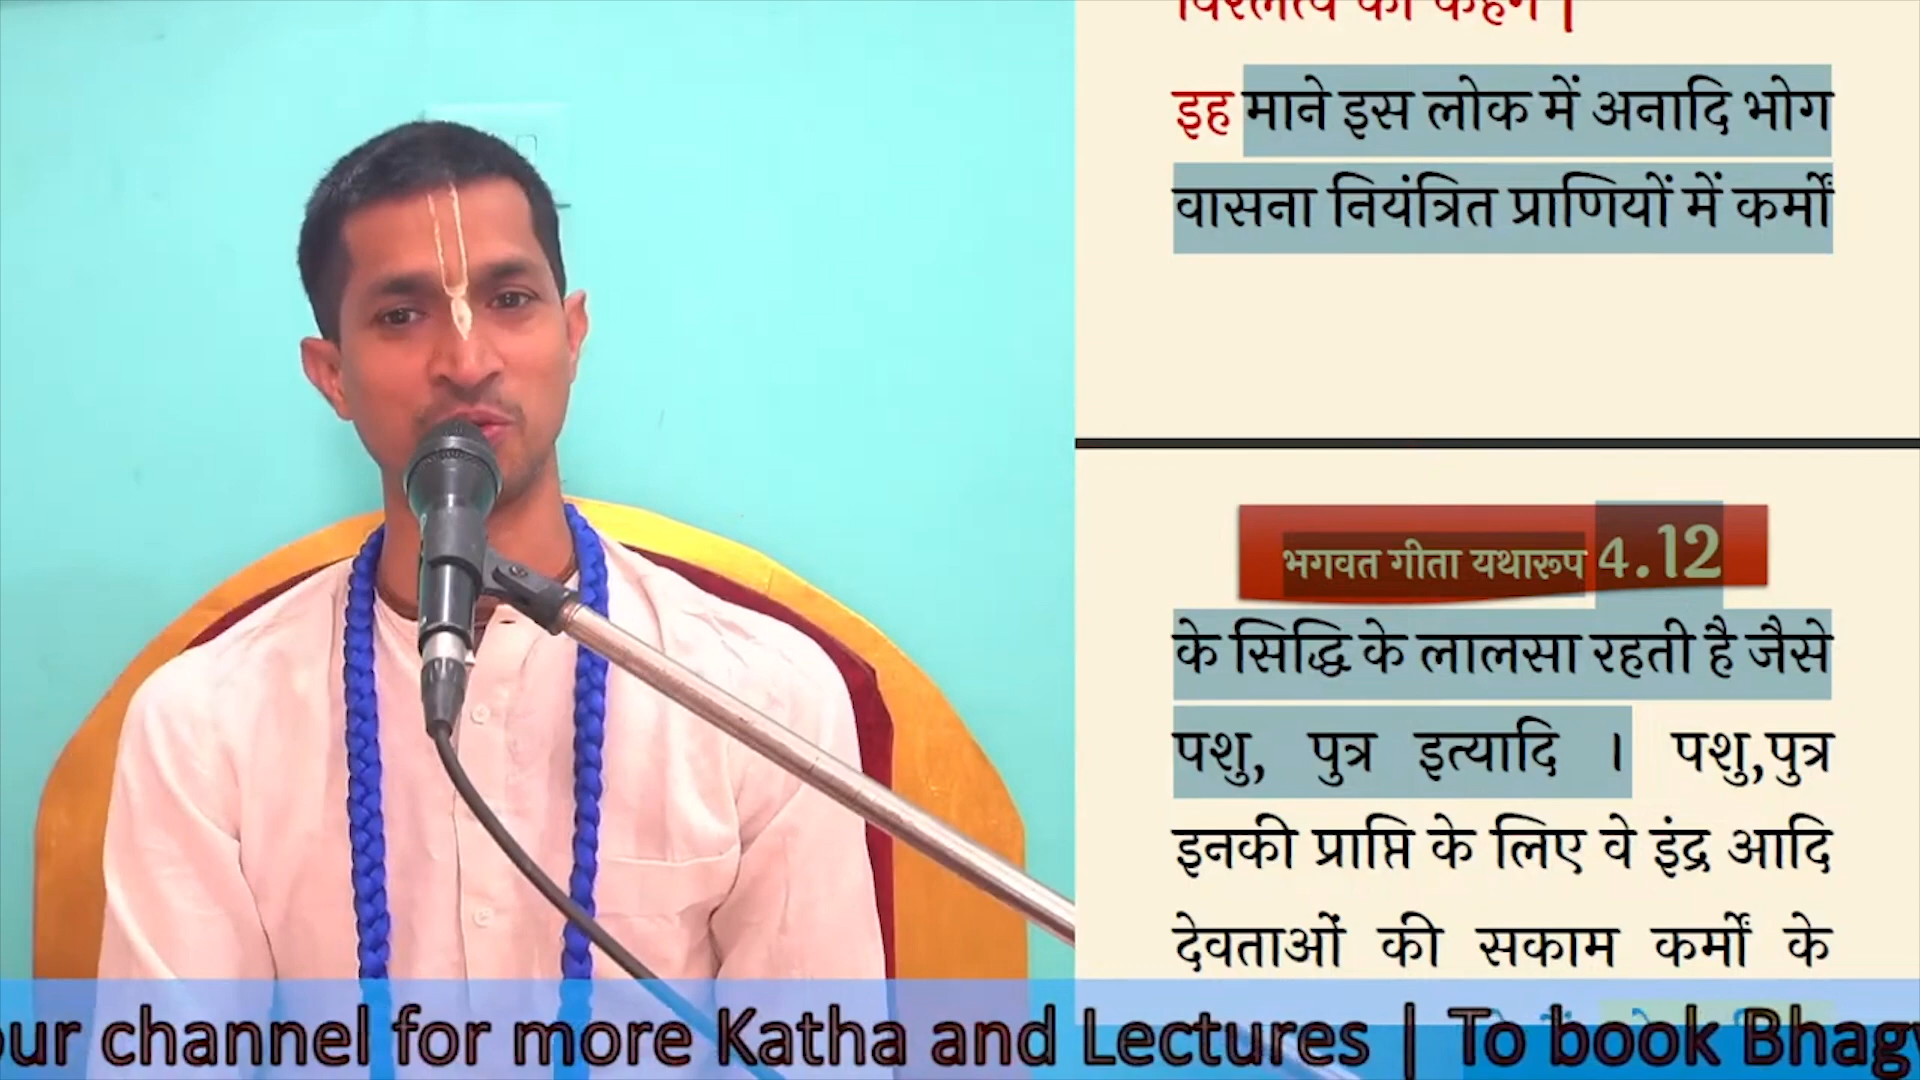 इह माने इस लोक में अनादि भोग
वासना नियंत्रित प्राणियों में कर्मों
भगवत गीता यथारूप 4.12
के सिद्धि के लालसा रहती है जैसे
पशु, पुत्र इत्यादि । पशु,पुत्र
इनकी प्राप्ति के लिए वे इंद्र आदि
देवताओं की सकाम कर्मों के
our channel for more Katha and Lectures | To book